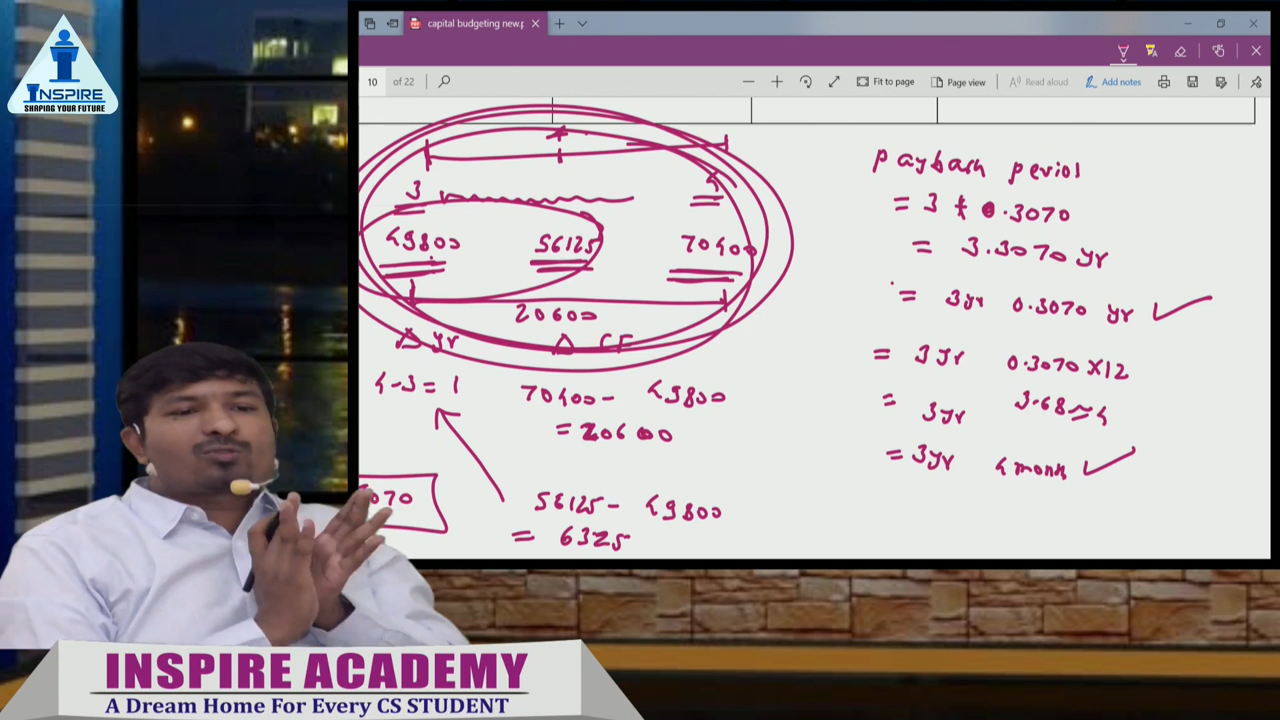 INSPIRE
SHAPING YOUR FUTURE
capital budgeting new.p
10 of 22
Fit to page
Page view
Read aloud
Add notes
3 4
49800 56125 70400
20600
Δ yr Δ CF
4-3 = 1 70400 - 49800
= 20600
56125 - 49800
= 6325
3070
payback period
= 3 + 0.3070
= 3.3070 yr
= 3yr 0.3070 yr
= 3yr 0.3070 X12
= 3yr 3.68 ≈ 4
= 3yr 4 month
INSPIRE ACADEMY
A Dream Home For Every CS STUDENT